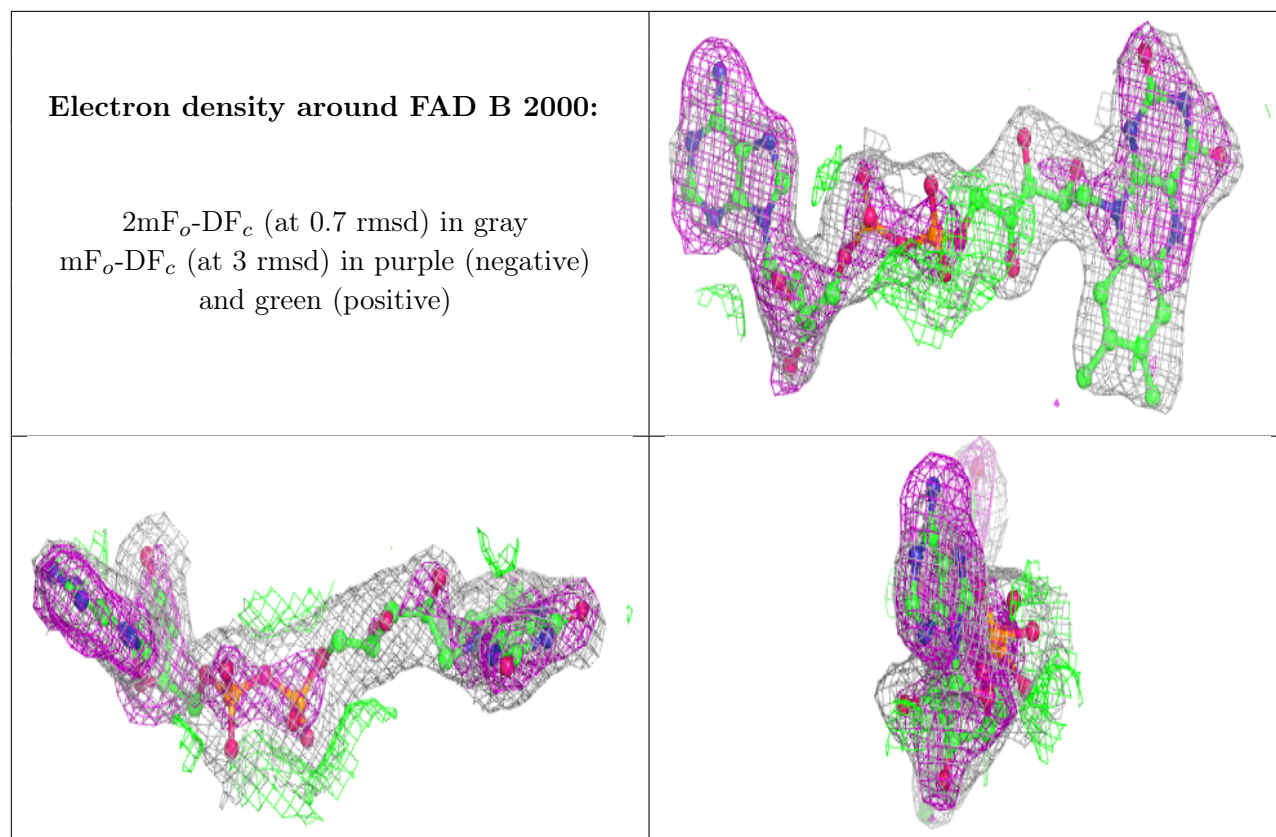 Electron density around FAD B 2000:
2mFₒ-DF𝒸 (at 0.7 rmsd) in gray
mFₒ-DF𝒸 (at 3 rmsd) in purple (negative)
and green (positive)